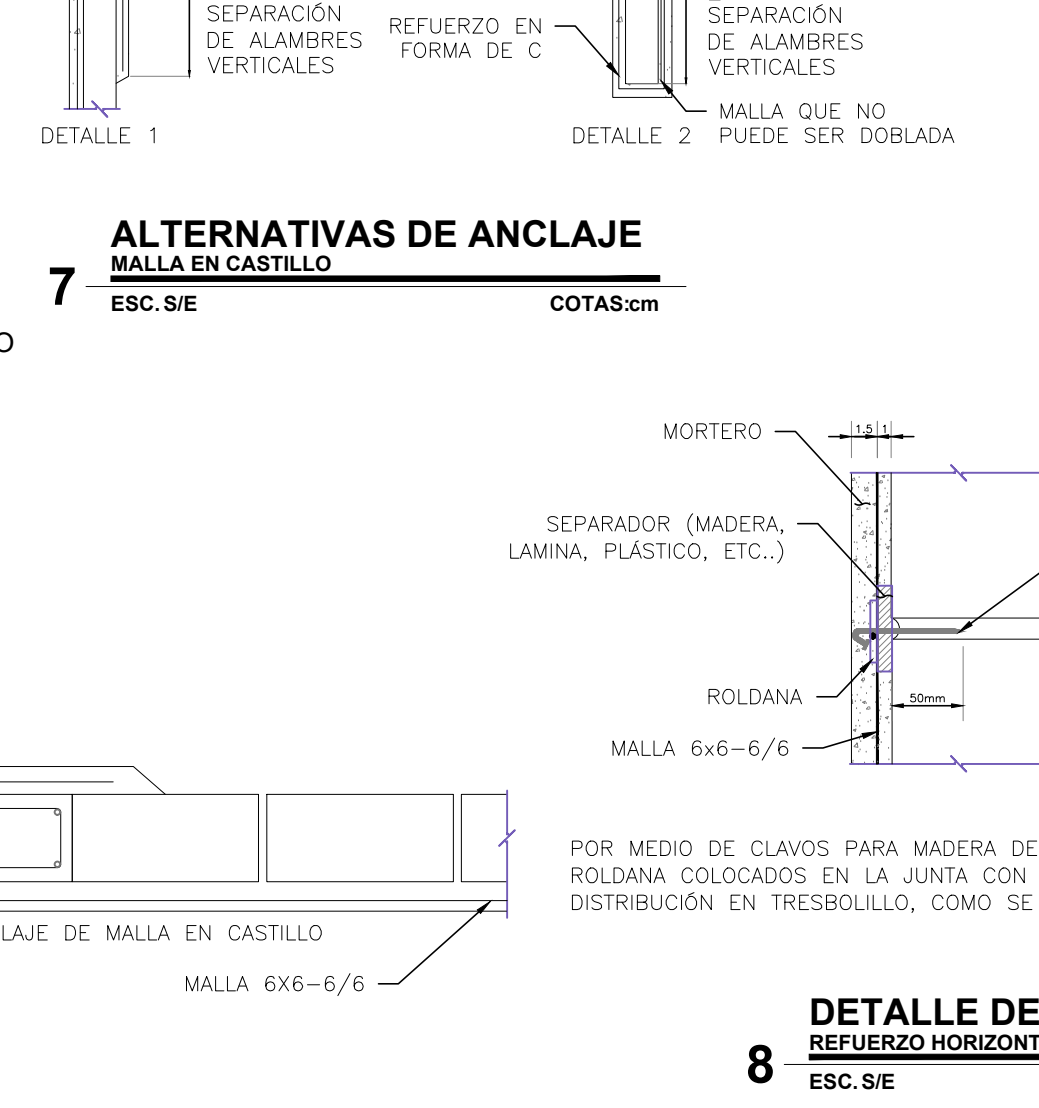 SEPARACIÓN
DE ALAMBRES
VERTICALES
REFUERZO EN
FORMA DE C
SEPARACIÓN
DE ALAMBRES
VERTICALES
MALLA QUE NO
PUEDE SER DOBLADA
DETALLE 1
DETALLE 2
7
ALTERNATIVAS DE ANCLAJE
MALLA EN CASTILLO
ESC. S/E
COTAS:cm
O
MORTERO
1.5
1
SEPARADOR (MADERA,
LAMINA, PLÁSTICO, ETC..)
ROLDANA
50mm
MALLA 6x6-6/6
POR MEDIO DE CLAVOS PARA MADERA DE
ROLDANA COLOCADOS EN LA JUNTA CON
DISTRIBUCIÓN EN TRESBOLILLO, COMO SE
LAJE DE MALLA EN CASTILLO
MALLA 6X6-6/6
8
DETALLE DE
REFUERZO HORIZONT
ESC. S/E